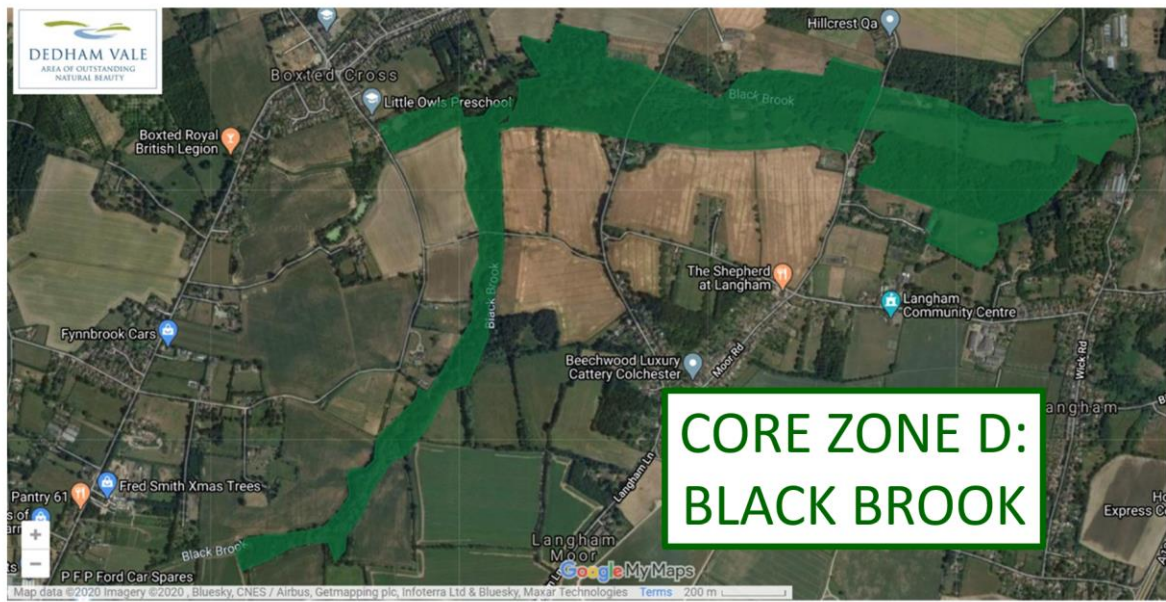 DEDHAM VALE
AREA OF OUTSTANDING
NATURAL BEAUTY
Hillcrest Qa
Boxted Cross
Little Owls Preschool
Black Brook
Boxted Royal
British Legion
The Shepherd
at Langham
Langham
Community Centre
Black Brook
Fynnbrook Cars
Beechwood Luxury
Cattery Colchester
Moor Rd
Wick Rd
CORE ZONE D:
BLACK BROOK
angham
Langham Ln
Pantry 61
Fred Smith Xmas Trees
s of
Express
+
Langham
Moor
Black Brook
−
P F P Ford Car Spares
Google My Maps
Map data ©2020 Imagery ©2020 , Bluesky, CNES / Airbus, Getmapping plc, Infoterra Ltd & Bluesky, Maxar Technologies Terms 200 m